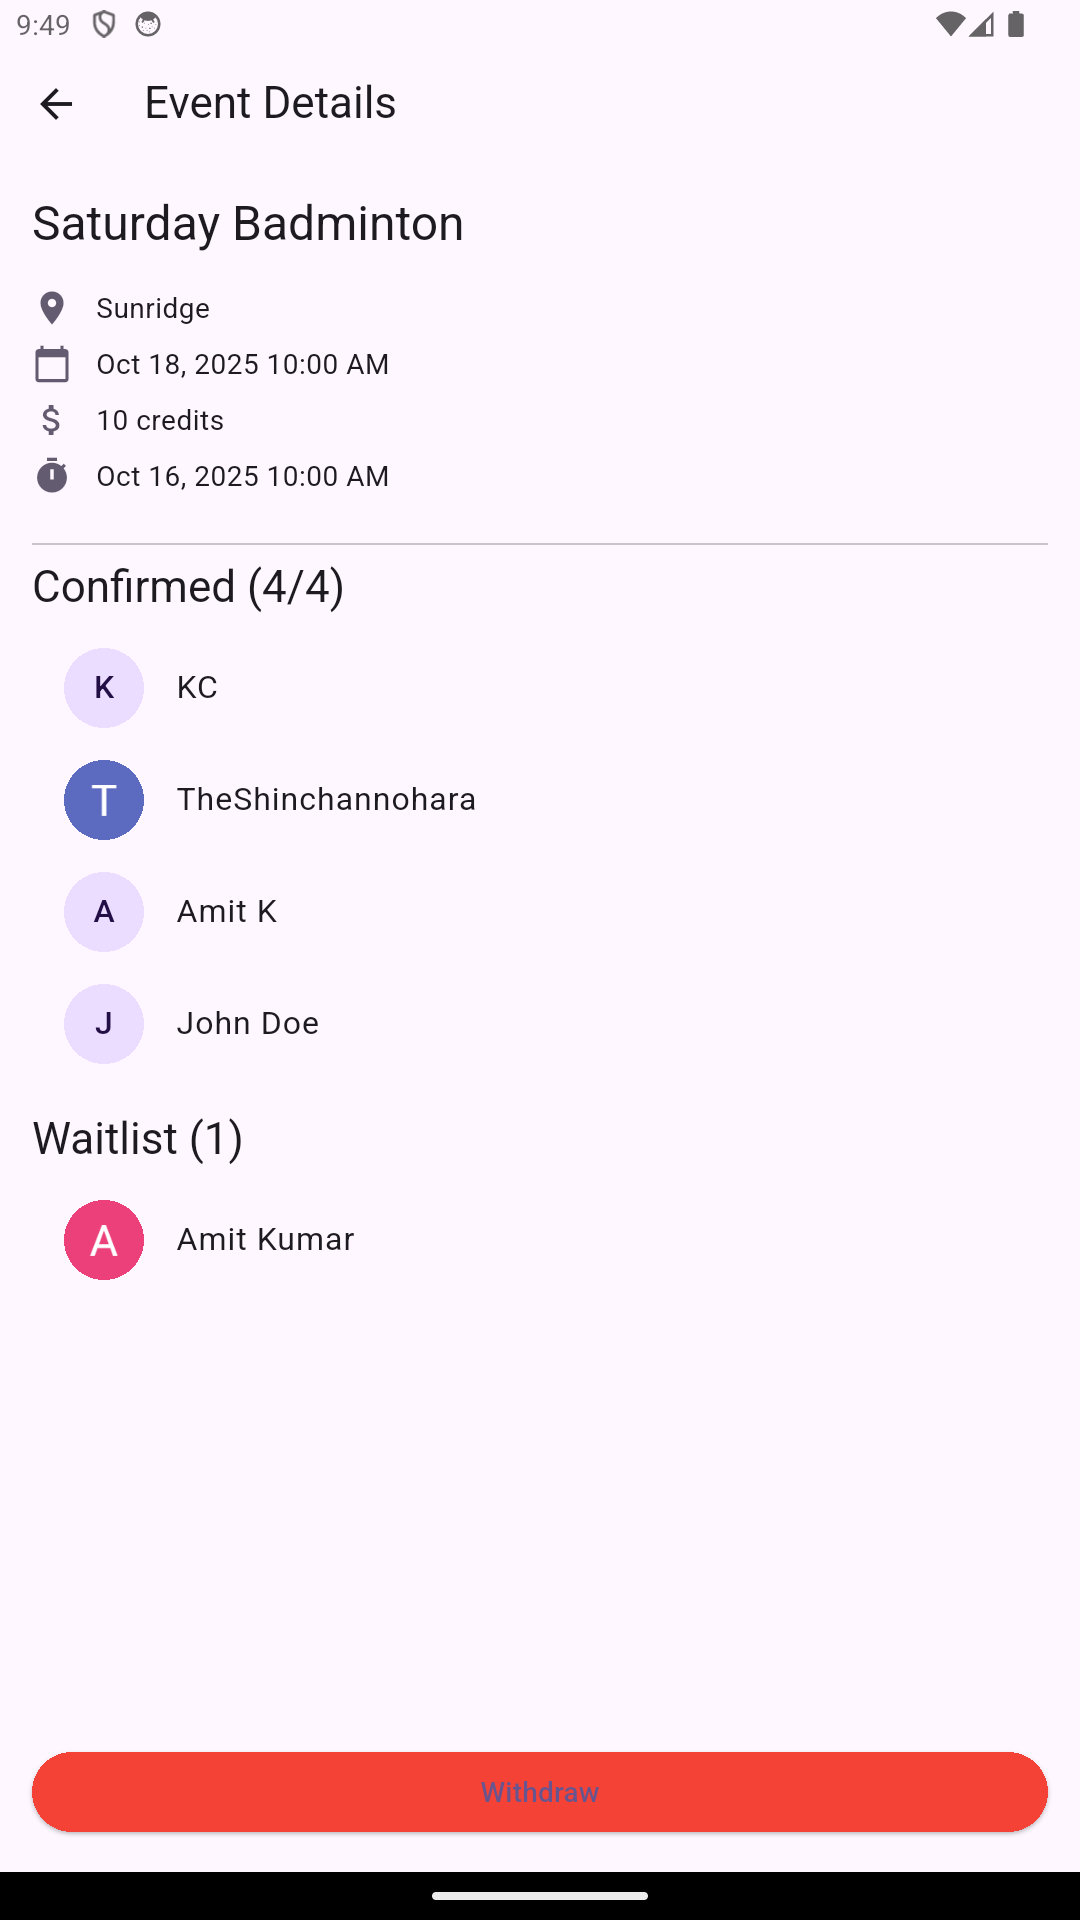 9:49
Event Details
Saturday Badminton
Sunridge
Oct 18, 2025 10:00 AM
$ 10 credits
Oct 16, 2025 10:00 AM
Confirmed (4/4)
K KC
T TheShinchannohara
A Amit K
J John Doe
Waitlist (1)
A Amit Kumar
Withdraw